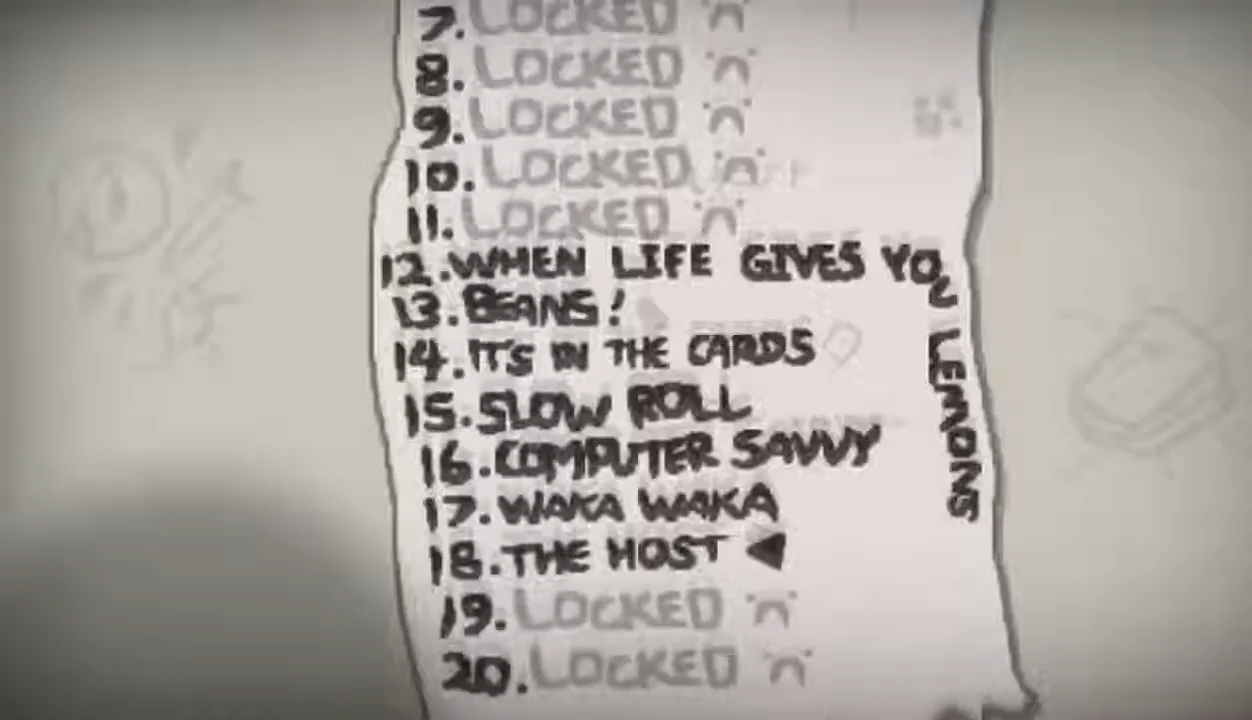 7. LOCKED
8. LOCKED
9. LOCKED
10. LOCKED
11. LOCKED
12. WHEN LIFE GIVES YOU LEMONS
13. BEANS!
14. IT'S IN THE CARDS
15. SLOW ROLL
16. COMPUTER SAVVY
17. WAKA WAKA
18. THE HOST
19. LOCKED
20. LOCKED